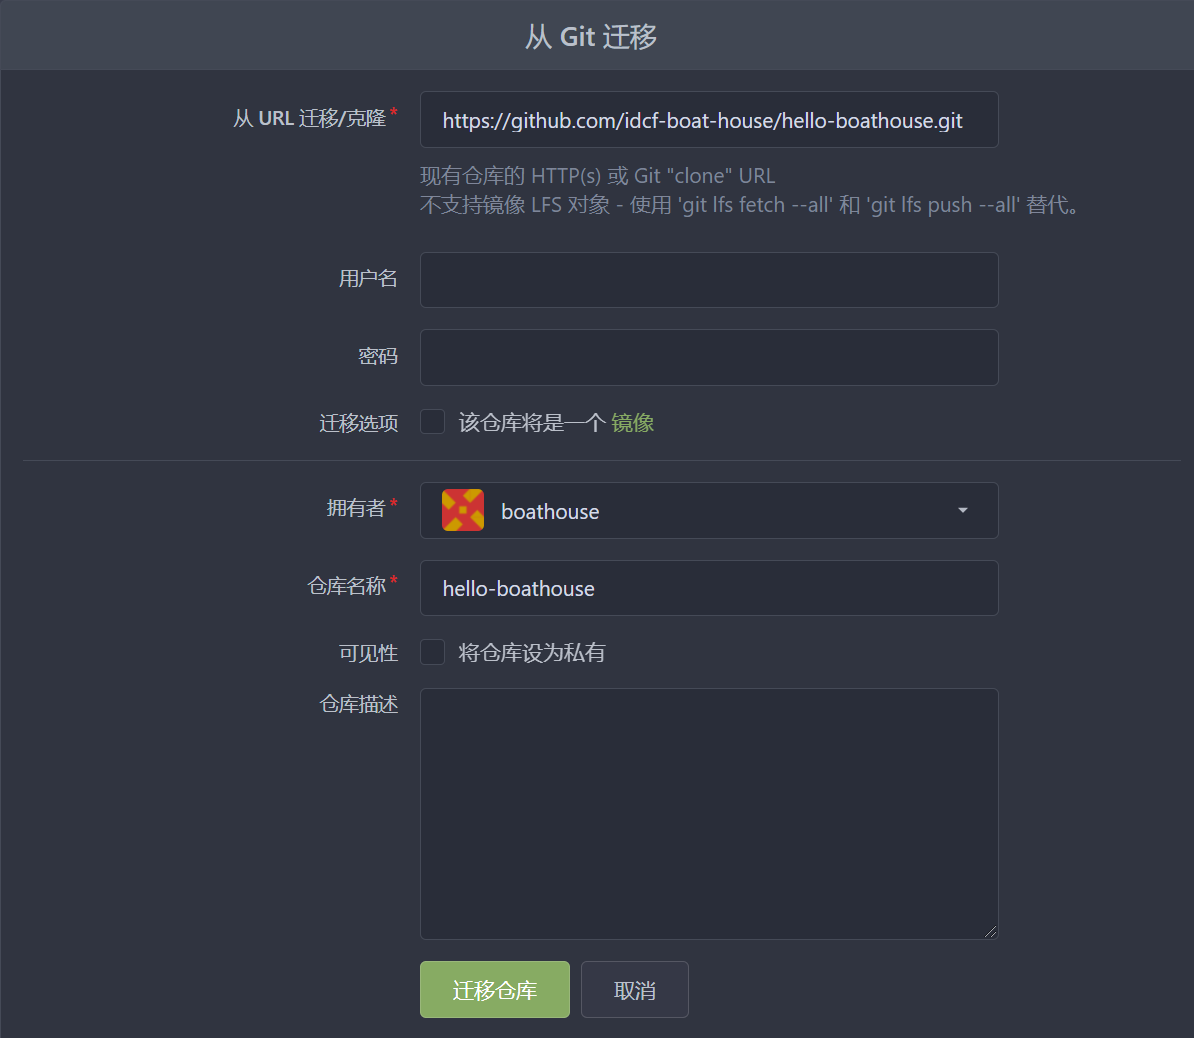 从 Git 迁移
从 URL 迁移/克隆*
https://github.com/idcf-boat-house/hello-boathouse.git
现有仓库的 HTTP(s) 或 Git "clone" URL
不支持镜像 LFS 对象 - 使用 'git lfs fetch --all' 和 'git lfs push --all' 替代。
用户名
密码
迁移选项 该仓库将是一个 镜像
拥有者* boathouse
仓库名称* hello-boathouse
可见性 将仓库设为私有
仓库描述
迁移仓库 取消